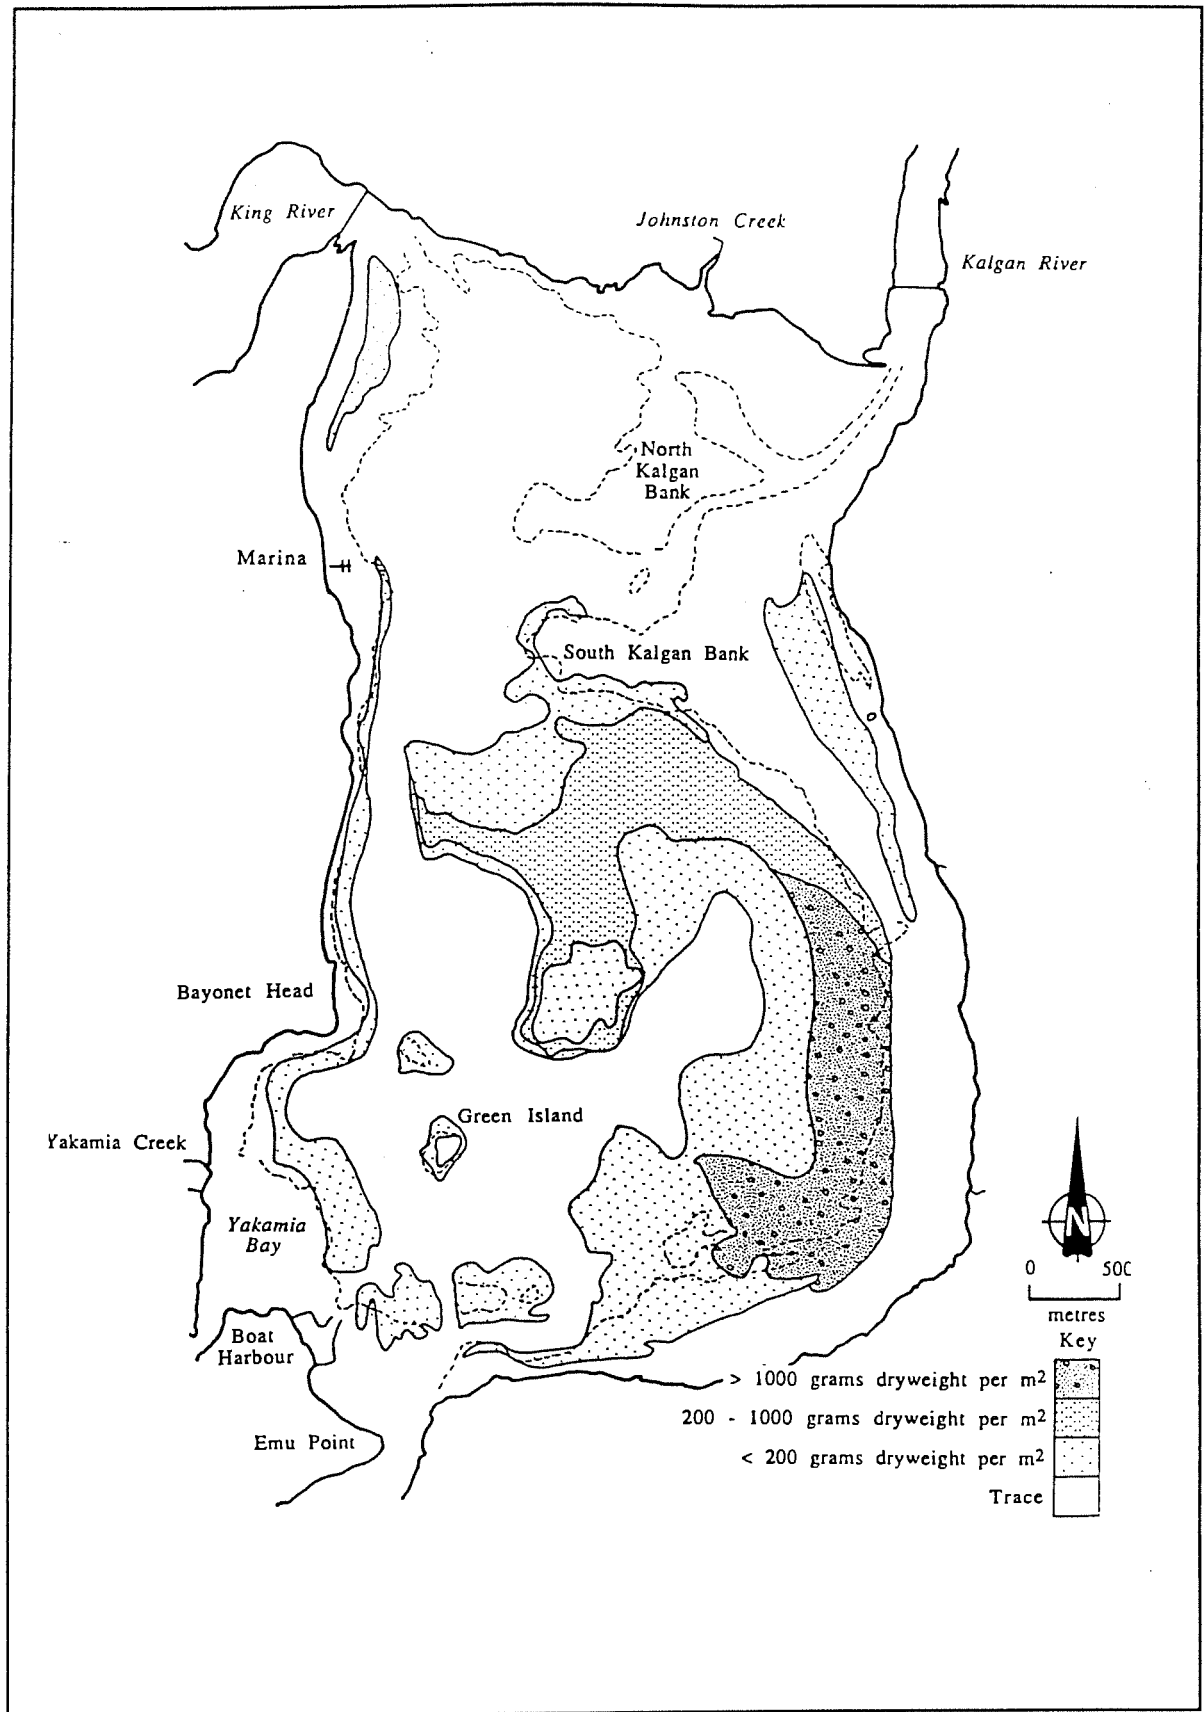 King River
Johnston Creek
Kalgan River
North
Kalgan
Bank
Marina
South Kalgan Bank
Bayonet Head
Green Island
Yakamia Creek
Yakamia
Bay
N
0 500
metres
Boat
Harbour
Key
> 1000 grams dryweight per m2
200 - 1000 grams dryweight per m2
< 200 grams dryweight per m2
Trace
Emu Point